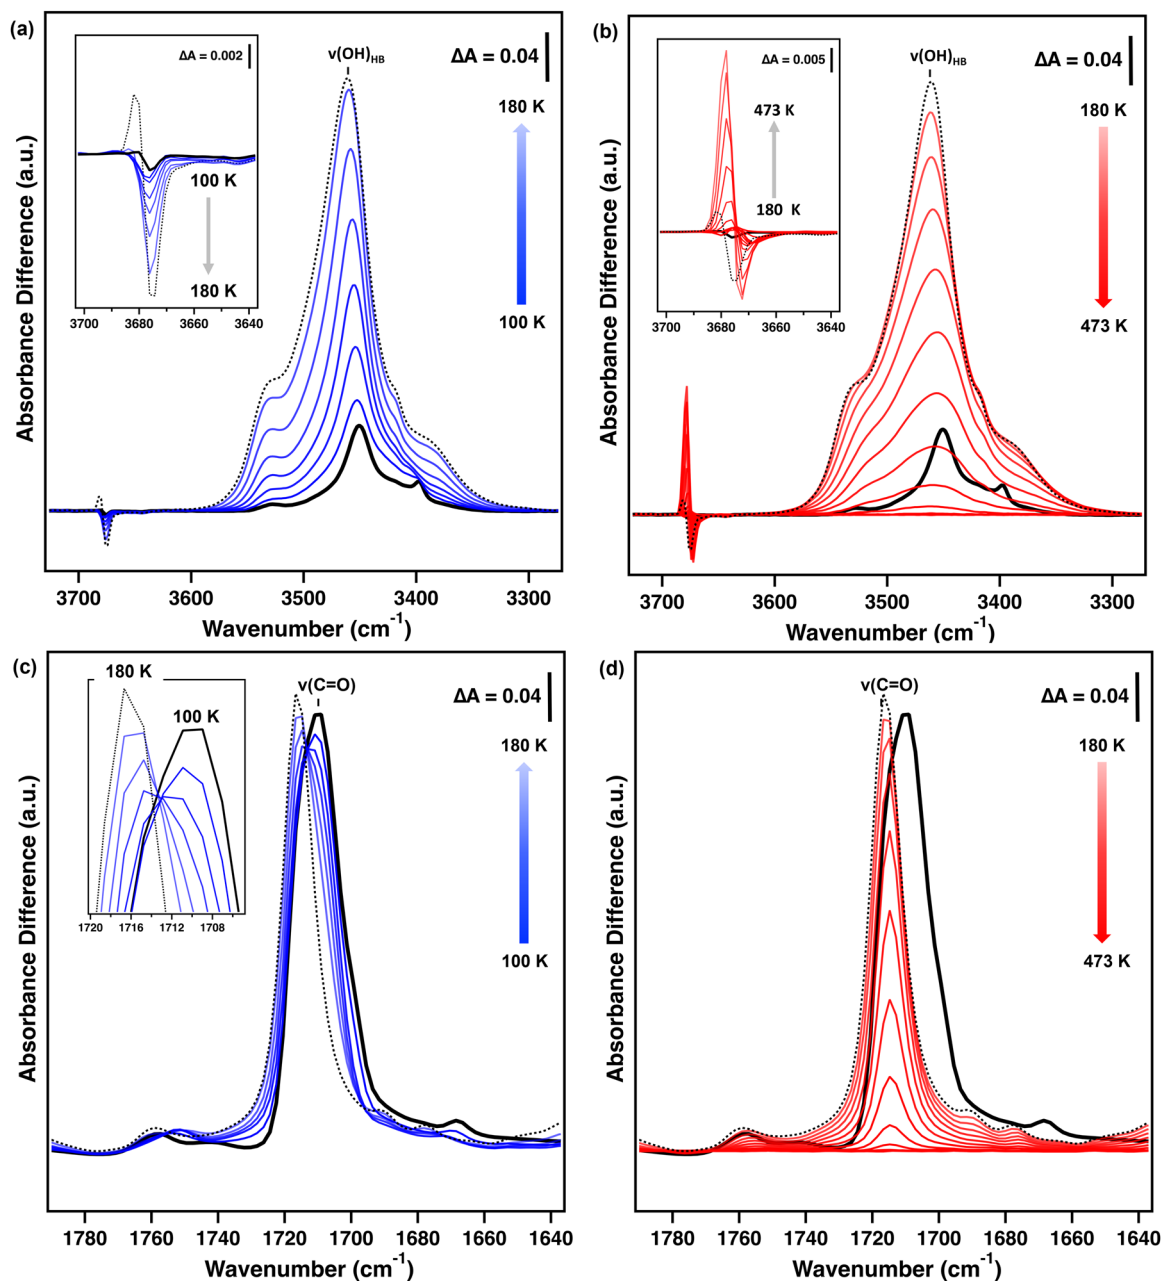 (a)
ν(OH)HB
ΔA = 0.04
180 K
100 K
ΔA = 0.002
100 K
180 K
3700 3680 3660 3640
Absorbance Difference (a.u.)
3700 3600 3500 3400 3300
Wavenumber (cm-1)
(b)
ν(OH)HB
ΔA = 0.04
180 K
473 K
ΔA = 0.005
473 K
180 K
3700 3680 3660 3640
Absorbance Difference (a.u.)
3700 3600 3500 3400 3300
Wavenumber (cm-1)
(c)
ν(C=O)
ΔA = 0.04
180 K
100 K
180 K
100 K
1720 1716 1712 1708
Absorbance Difference (a.u.)
1780 1760 1740 1720 1700 1680 1660 1640
Wavenumber (cm-1)
(d)
ν(C=O)
ΔA = 0.04
180 K
473 K
Absorbance Difference (a.u.)
1780 1760 1740 1720 1700 1680 1660 1640
Wavenumber (cm-1)